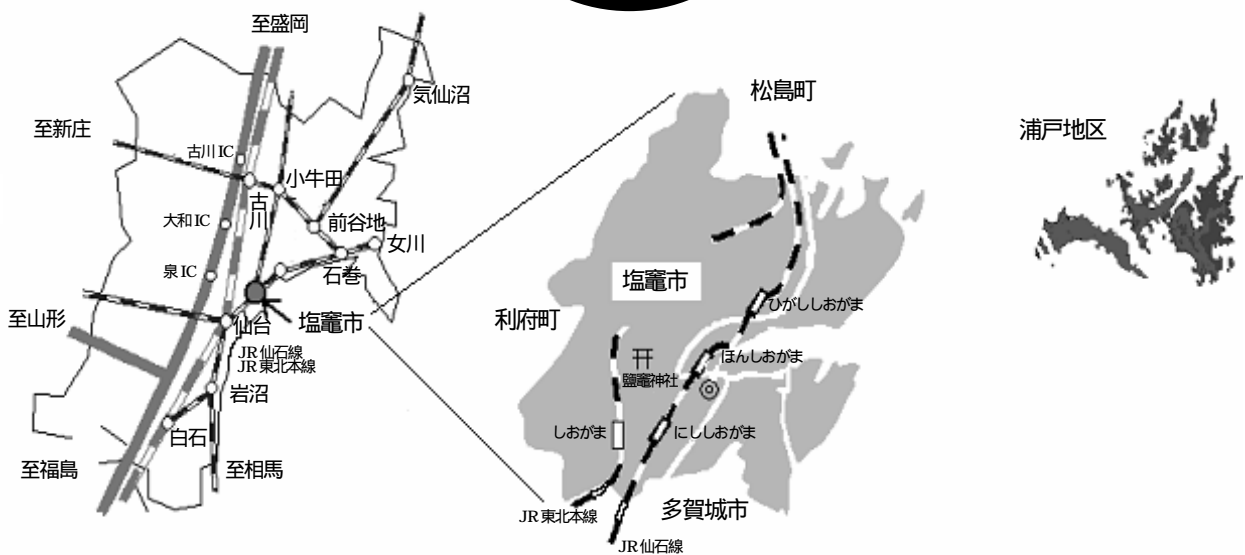 至盛岡
気仙沼
至新庄
古川IC
小牛田
古川
前谷地
大和IC
女川
石巻
泉IC
至山形
仙台
塩竈市
JR仙石線
JR東北本線
岩沼
白石
至福島
至相馬
松島町
塩竈市
ひがししおがま
利府町
ほんしおがま
鹽竈神社
しおがま
にししおがま
多賀城市
JR東北本線
JR仙石線
浦戸地区